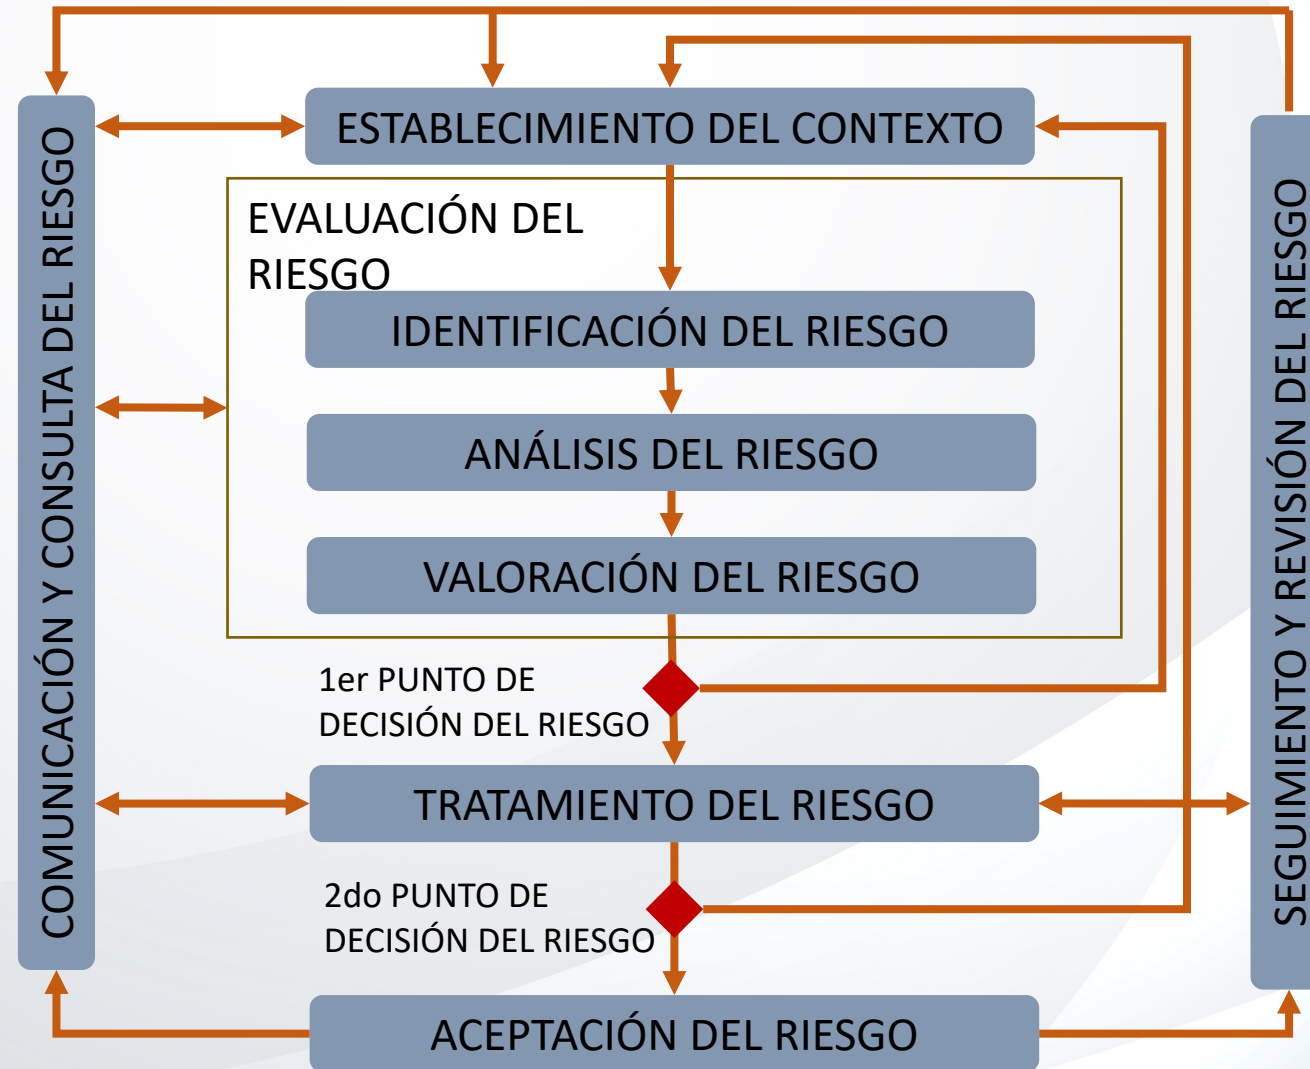 COMUNICACIÓN Y CONSULTA DEL RIESGO
ESTABLECIMIENTO DEL CONTEXTO
EVALUACIÓN DEL
RIESGO
IDENTIFICACIÓN DEL RIESGO
ANÁLISIS DEL RIESGO
VALORACIÓN DEL RIESGO
1er PUNTO DE
DECISIÓN DEL RIESGO
TRATAMIENTO DEL RIESGO
2do PUNTO DE
DECISIÓN DEL RIESGO
ACEPTACIÓN DEL RIESGO
SEGUIMIENTO Y REVISIÓN DEL RIESGO